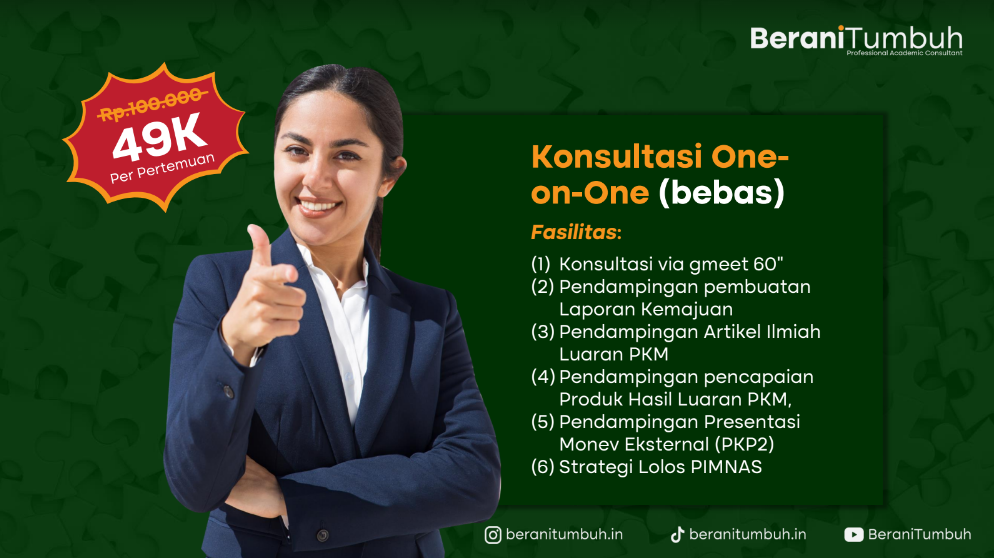 BeraniTumbuh
Professional Academic Consultant
Rp.100.000
49K
Per Pertemuan
Konsultasi One-
on-One (bebas)
Fasilitas:
(1) Konsultasi via gmeet 60"
(2) Pendampingan pembuatan
Laporan Kemajuan
(3) Pendampingan Artikel Ilmiah
Luaran PKM
(4) Pendampingan pencapaian
Produk Hasil Luaran PKM,
(5) Pendampingan Presentasi
Monev Eksternal (PKP2)
(6) Strategi Lolos PIMNAS
beranitumbuh.in
beranitumbuh.in
BeraniTumbuh